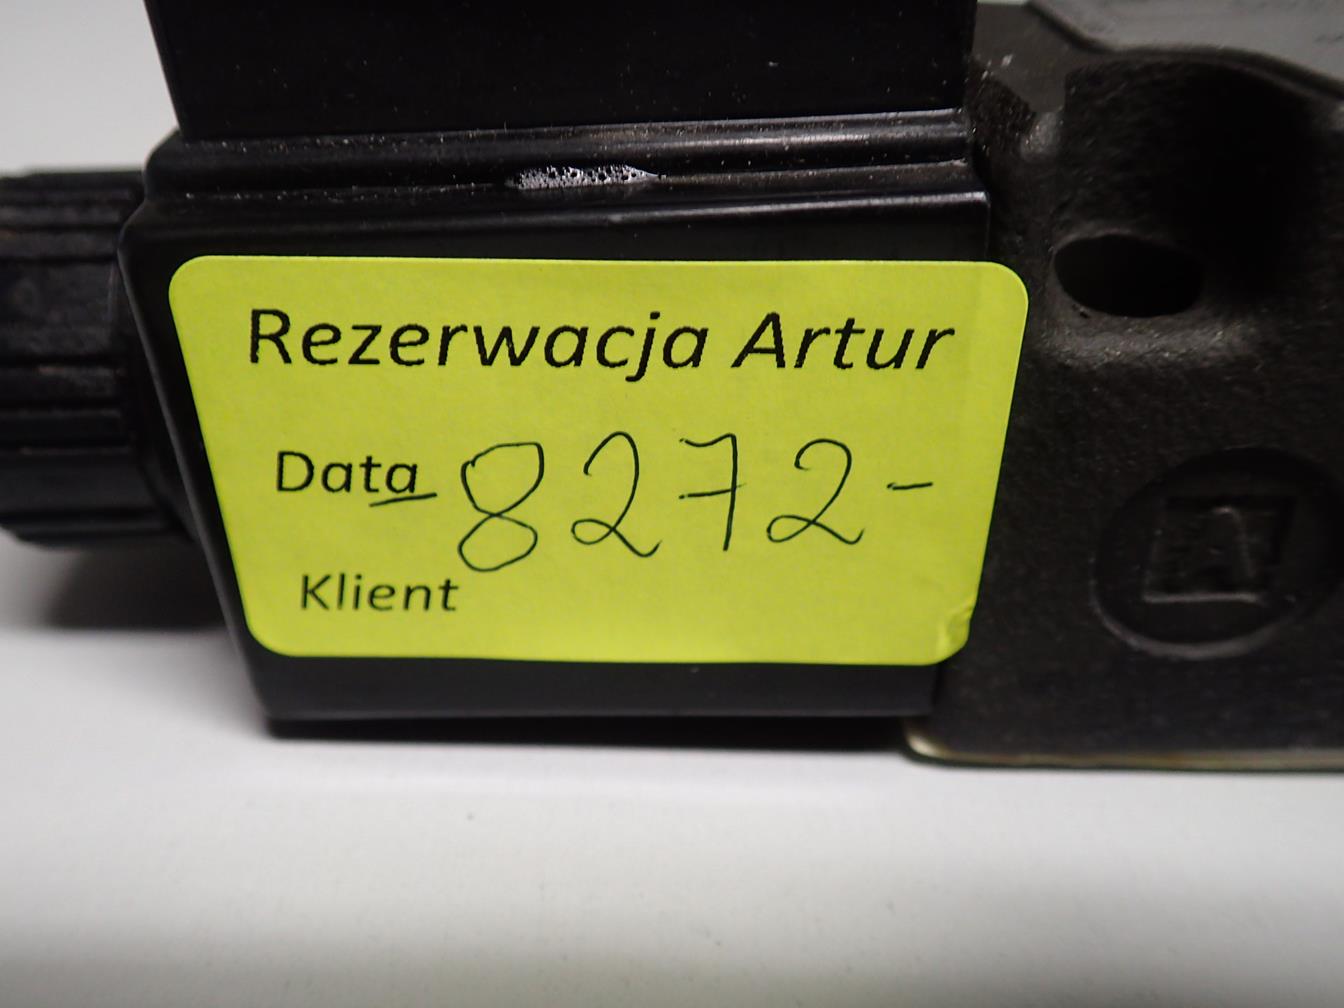 Rezerwacja Artur
Data 8272-
Klient
A